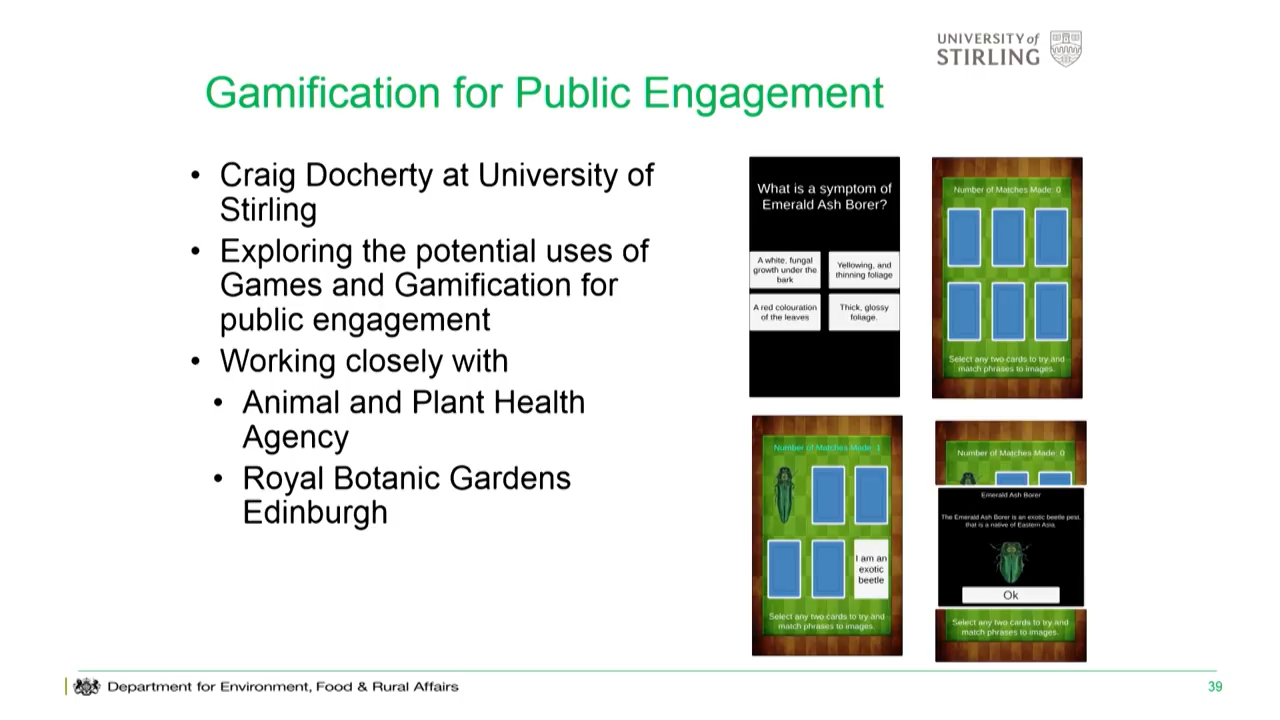 UNIVERSITY of
STIRLING
Gamification for Public Engagement
• Craig Docherty at University of
Stirling
• Exploring the potential uses of
Games and Gamification for
public engagement
• Working closely with
• Animal and Plant Health
Agency
• Royal Botanic Gardens
Edinburgh
What is a symptom of
Emerald Ash Borer?
A white, fungal
growth under the
bark
Yellowing, and
thinning foliage
A red colouration
of the leaves
Thick, glossy
foliage.
Number of Matches Made: 0
Select any two cards to try and
match phrases to images.
Number of Matches Made: 1
I am an
exotic
beetle
Select any two cards to try and
match phrases to images.
Number of Matches Made: 0
Emerald Ash Borer
The Emerald Ash Borer is an exotic beetle pest,
that is a native of Eastern Asia.
Ok
Select any two cards to try and
match phrases to images.
Department for Environment, Food & Rural Affairs
39